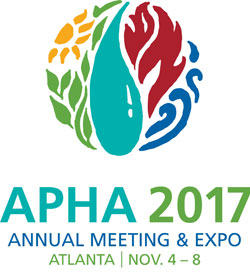 APHA 2017
ANNUAL MEETING & EXPO
ATLANTA | NOV. 4 – 8